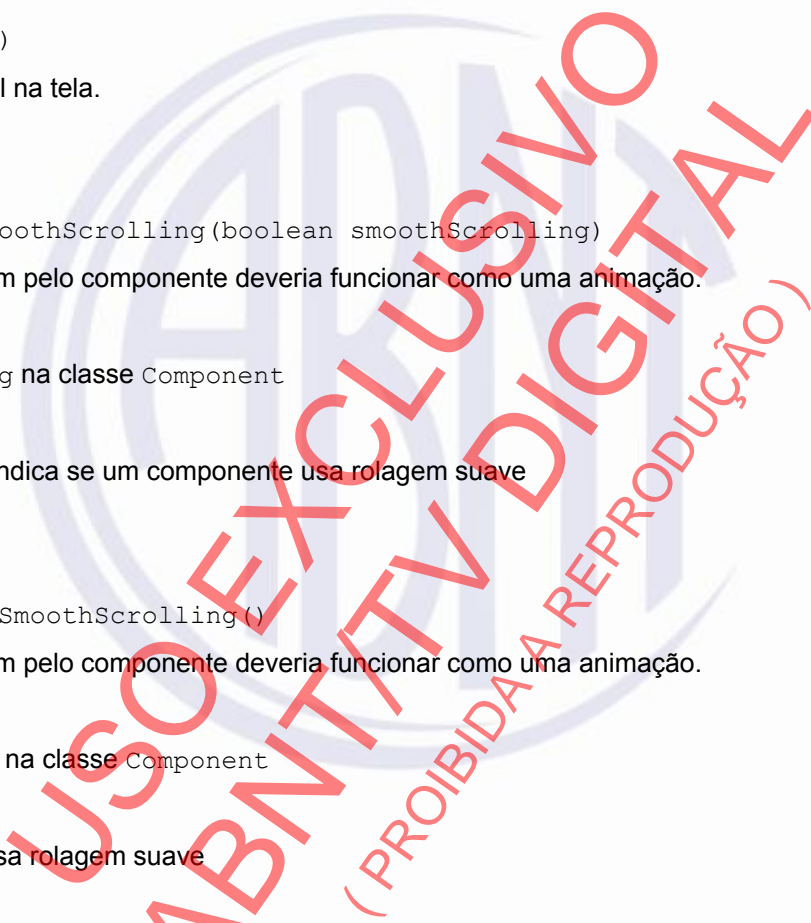 )
l na tela.
oothScrolling(boolean smoothScrolling)
m pelo componente deveria funcionar como uma animação.
g na classe Component
ndica se um componente usa rolagem suave
SmoothScrolling()
m pelo componente deveria funcionar como uma animação.
na classe Component
sa rolagem suave
USO EXCLUSIVO
ABNT/TV DIGITAL
( PROIBIDA A REPRODUÇÃO )
ABNT